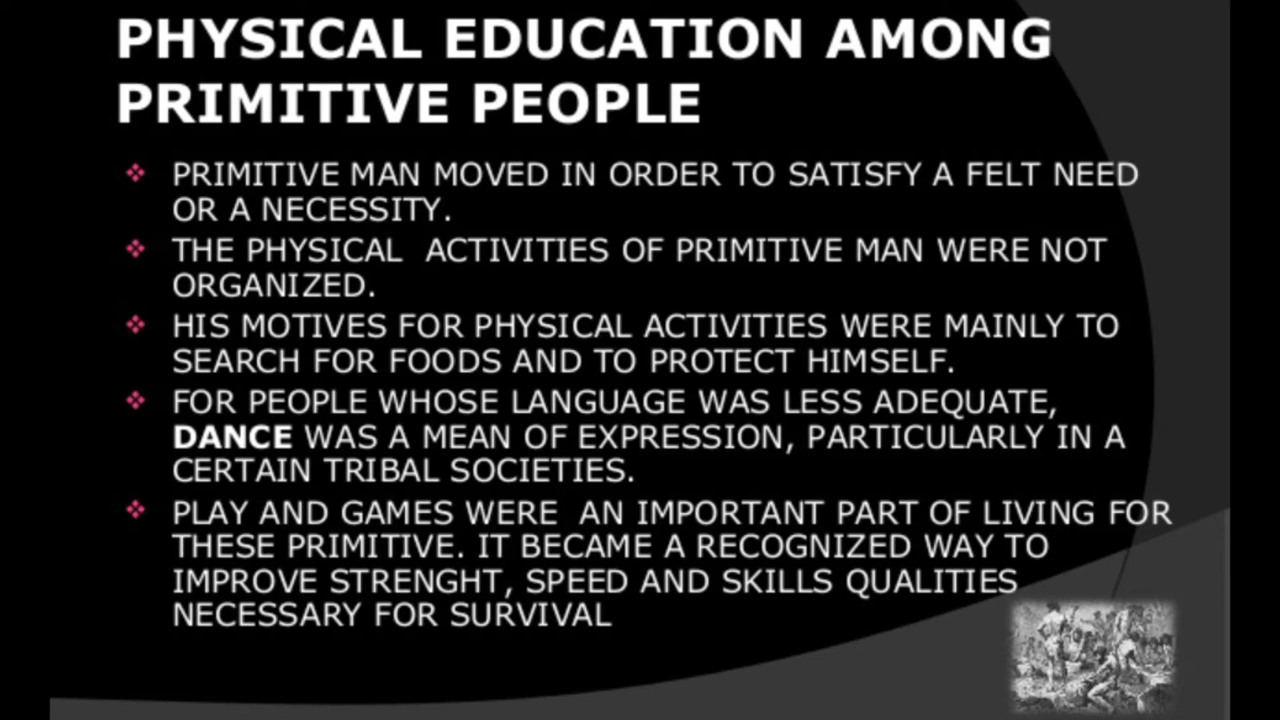 PHYSICAL EDUCATION AMONG
PRIMITIVE PEOPLE
❖ PRIMITIVE MAN MOVED IN ORDER TO SATISFY A FELT NEED
OR A NECESSITY.
❖ THE PHYSICAL  ACTIVITIES OF PRIMITIVE MAN WERE NOT
ORGANIZED.
❖ HIS MOTIVES FOR PHYSICAL ACTIVITIES WERE MAINLY TO
SEARCH FOR FOODS AND TO PROTECT HIMSELF.
❖ FOR PEOPLE WHOSE LANGUAGE WAS LESS ADEQUATE,
DANCE WAS A MEAN OF EXPRESSION, PARTICULARLY IN A
CERTAIN TRIBAL SOCIETIES.
❖ PLAY AND GAMES WERE  AN IMPORTANT PART OF LIVING FOR
THESE PRIMITIVE. IT BECAME A RECOGNIZED WAY TO
IMPROVE STRENGHT, SPEED AND SKILLS QUALITIES
NECESSARY FOR SURVIVAL